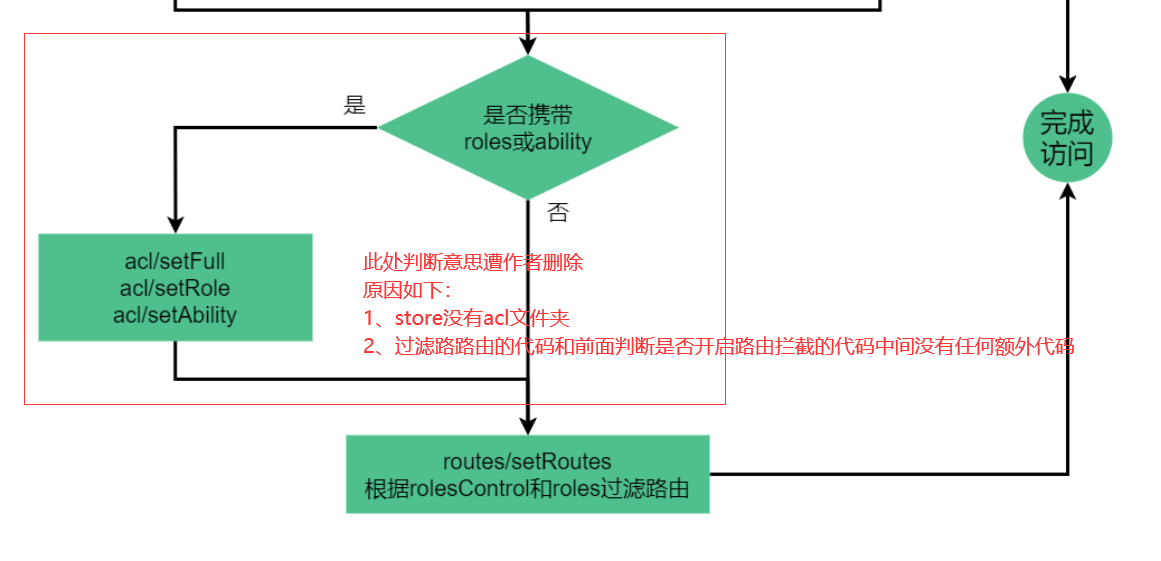 是
是否携带
roles或ability
完成
访问
否
acl/setFull
acl/setRole
acl/setAbility
此处判断意思遭作者删除
原因如下：
1、store没有acl文件夹
2、过滤路路由的代码和前面判断是否开启路由拦截的代码中间没有任何额外代码
routes/setRoutes
根据rolesControl和roles过滤路由